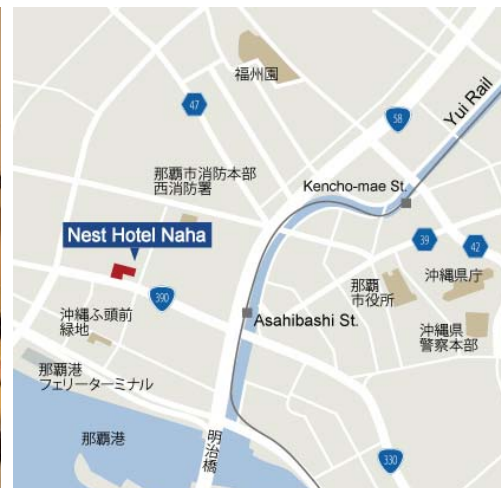 福州園
47
58
Yui Rail
那覇市消防本部
西消防署
Kencho-mae St.
Nest Hotel Naha
39
42
沖縄県庁
那覇
市役所
390
沖縄ふ頭前
緑地
Asahibashi St.
沖縄県
警察本部
那覇港
フェリーターミナル
那覇港
明治橋
330